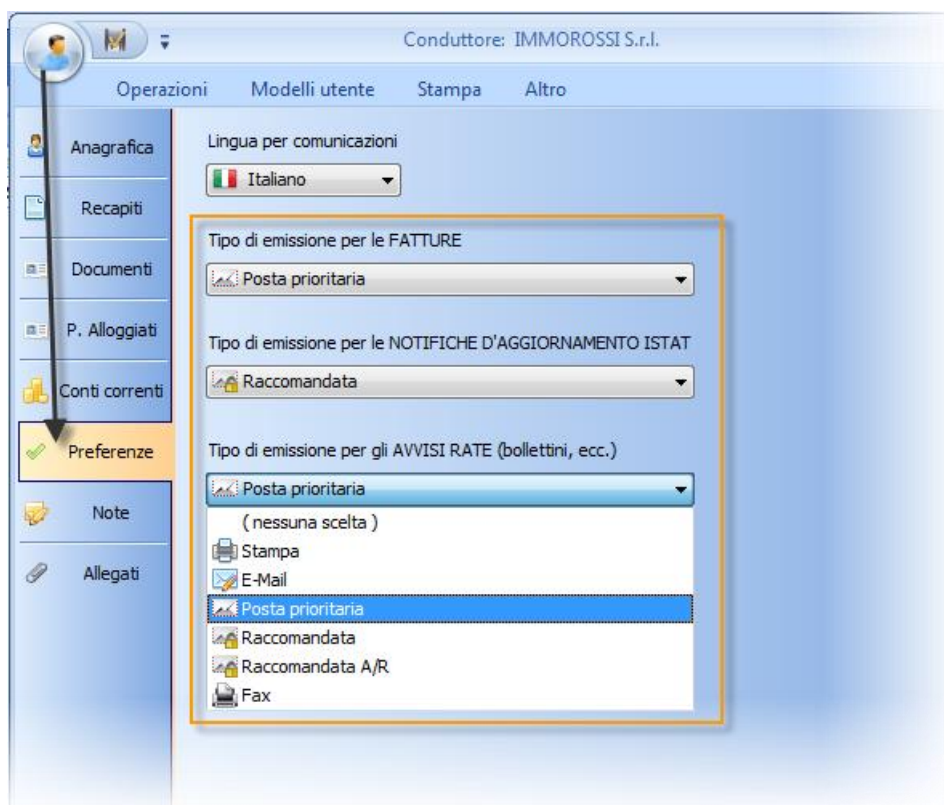 Conduttore: IMMOROSSI S.r.l.
Operazioni Modelli utente Stampa Altro
Anagrafica
Recapiti
Documenti
P. Alloggiati
Conti correnti
Preferenze
Note
Allegati
Lingua per comunicazioni
Italiano
Tipo di emissione per le FATTURE
Posta prioritaria
Tipo di emissione per le NOTIFICHE D'AGGIORNAMENTO ISTAT
Raccomandata
Tipo di emissione per gli AVVISI RATE (bollettini, ecc.)
Posta prioritaria
( nessuna scelta )
Stampa
E-Mail
Posta prioritaria
Raccomandata
Raccomandata A/R
Fax